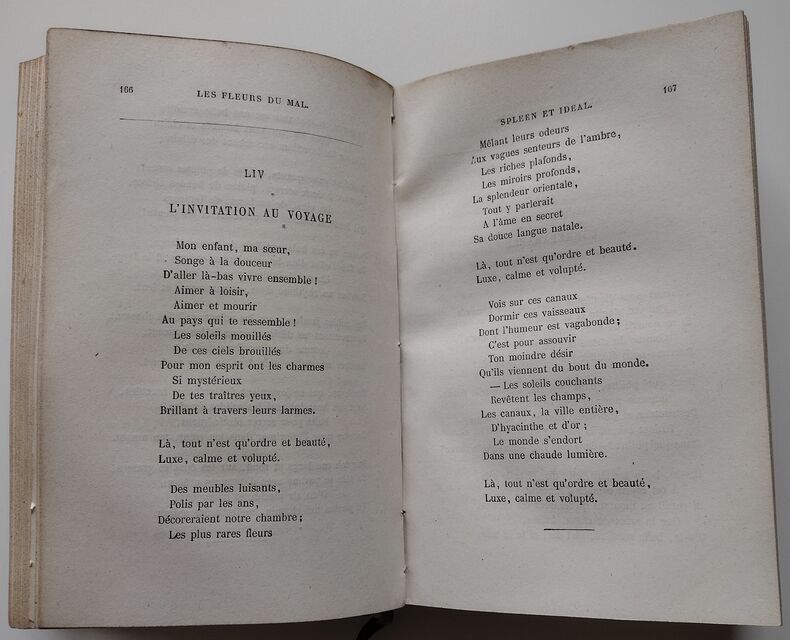 166
LES FLEURS DU MAL.
LIV
L'INVITATION AU VOYAGE
Mon enfant, ma sœur,
Songe à la douceur
D'aller là-bas vivre ensemble !
Aimer à loisir,
Aimer et mourir
Au pays qui te ressemble !
Les soleils mouillés
De ces ciels brouillés
Pour mon esprit ont les charmes
Si mystérieux
De tes traîtres yeux,
Brillant à travers leurs larmes.
Là, tout n'est qu'ordre et beauté,
Luxe, calme et volupté.
Des meubles luisants,
Polis par les ans,
Décoreraient notre chambre ;
Les plus rares fleurs
SPLEEN ET IDEAL.
167
Mêlant leurs odeurs
Aux vagues senteurs de l'ambre,
Les riches plafonds,
Les miroirs profonds,
La splendeur orientale,
Tout y parlerait
A l'âme en secret
Sa douce langue natale.
Là, tout n'est qu'ordre et beauté.
Luxe, calme et volupté.
Vois sur ces canaux
Dormir ces vaisseaux
Dont l'humeur est vagabonde ;
C'est pour assouvir
Ton moindre désir
Qu'ils viennent du bout du monde.
— Les soleils couchants
Revêtent les champs,
Les canaux, la ville entière,
D'hyacinthe et d'or ;
Le monde s'endort
Dans une chaude lumière.
Là, tout n'est qu'ordre et beauté,
Luxe, calme et volupté.